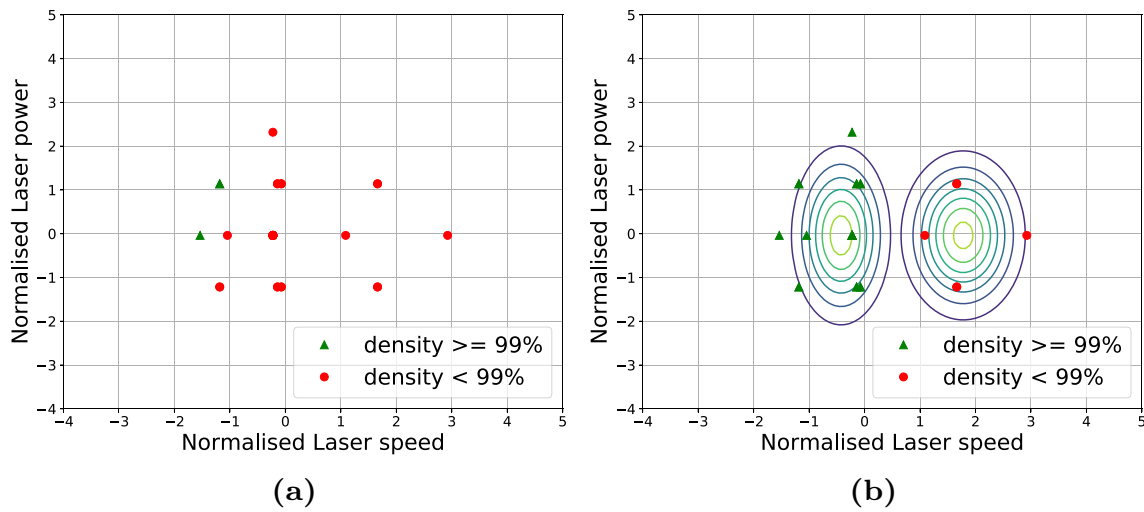 5
4
3
2
1
0
−1
−2
−3
−4
−4 −3 −2 −1 0 1 2 3 4 5
Normalised Laser power
Normalised Laser speed
density >= 99%
density < 99%
(a)
5
4
3
2
1
0
−1
−2
−3
−4
−4 −3 −2 −1 0 1 2 3 4 5
Normalised Laser power
Normalised Laser speed
density >= 99%
density < 99%
(b)